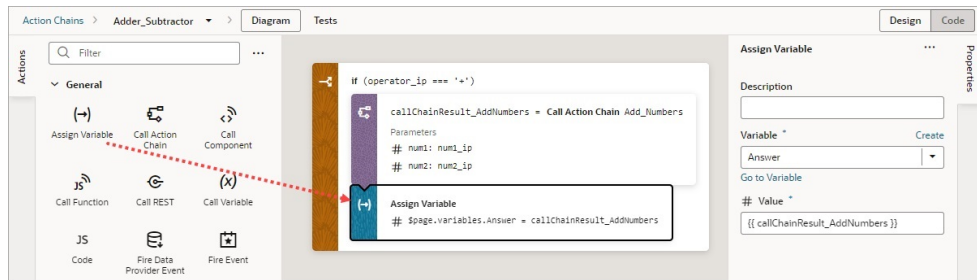 Action Chains > Adder_Subtractor > Diagram Tests Design Code
Actions
Filter
General
Assign Variable
Call Action
Chain
Call
Component
Call Function
Call REST
(x)
Call Variable
JS
Code
Fire Data
Provider Event
Fire Event
if (operator_ip === '+')
callChainResult_AddNumbers = Call Action Chain Add_Numbers
Parameters
# num1: num1_ip
# num2: num2_ip
Assign Variable
# $page.variables.Answer = callChainResult_AddNumbers
Assign Variable
Description
Variable * Create
Answer
Go to Variable
# Value *
{{ callChainResult_AddNumbers }}
Properties